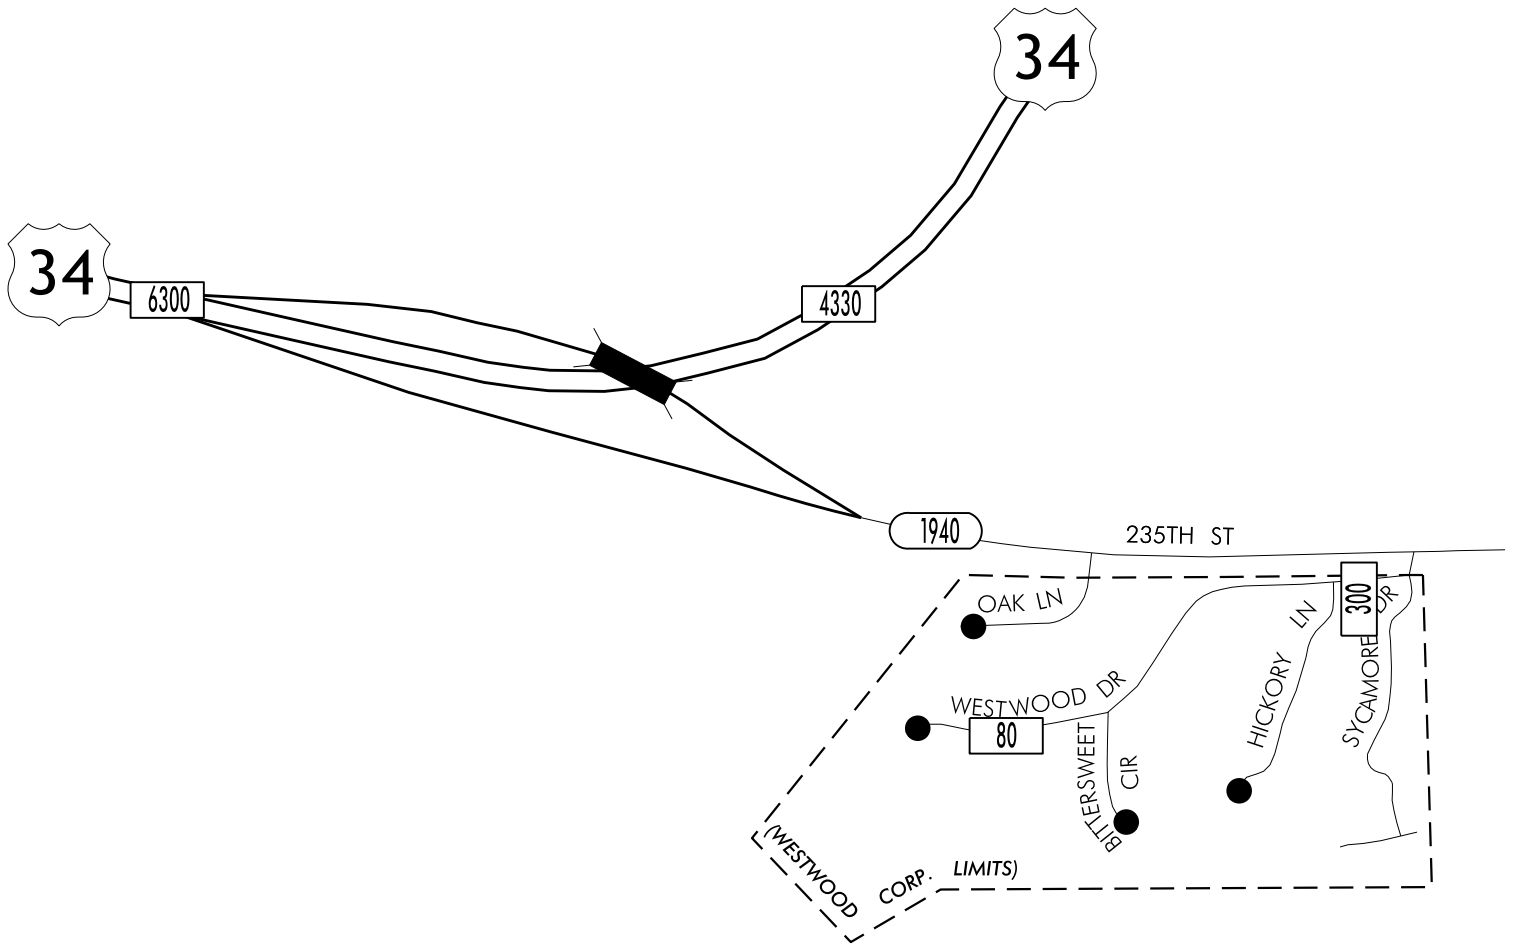 34
34
6300
4330
1940
235TH ST
300
OAK LN
LN
DR
HICKORY
SYCAMORE
WESTWOOD DR
80
BITTERSWEET
CIR
(WESTWOOD
CORP. LIMITS)